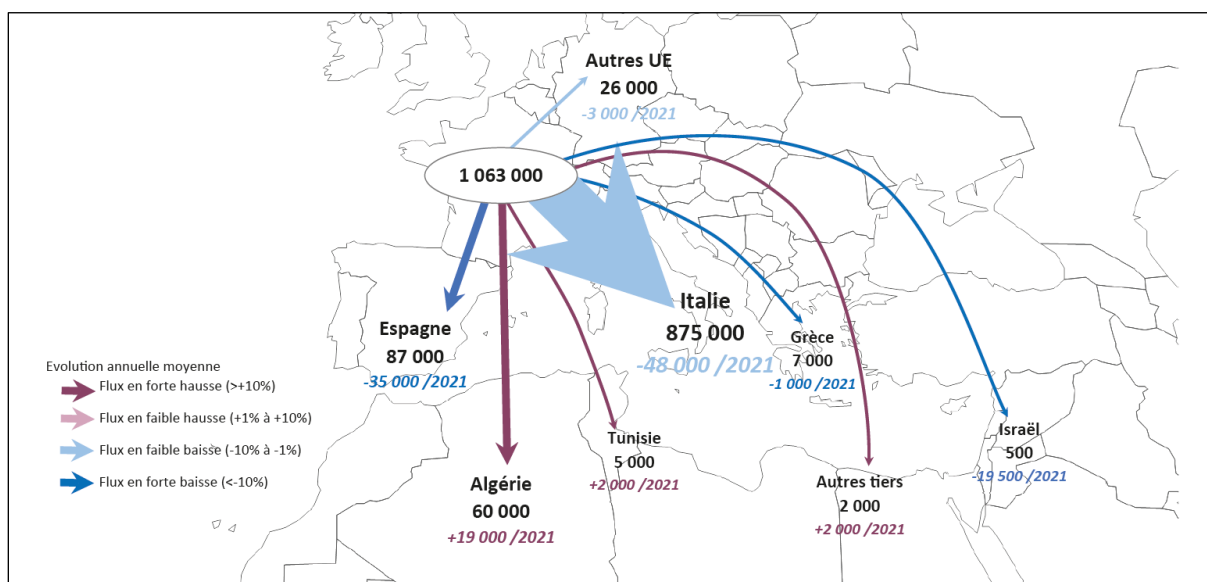 Autres UE
26 000
-3 000 /2021
1 063 000
Espagne
87 000
-35 000 /2021
Italie
875 000
-48 000 /2021
Grèce
7 000
-1 000 /2021
Evolution annuelle moyenne
Flux en forte hausse (>+10%)
Flux en faible hausse (+1% à +10%)
Flux en faible baisse (-10% à -1%)
Flux en forte baisse (<-10%)
Algérie
60 000
+19 000 /2021
Tunisie
5 000
+2 000 /2021
Autres tiers
2 000
+2 000 /2021
Israël
500
-19 500 /2021